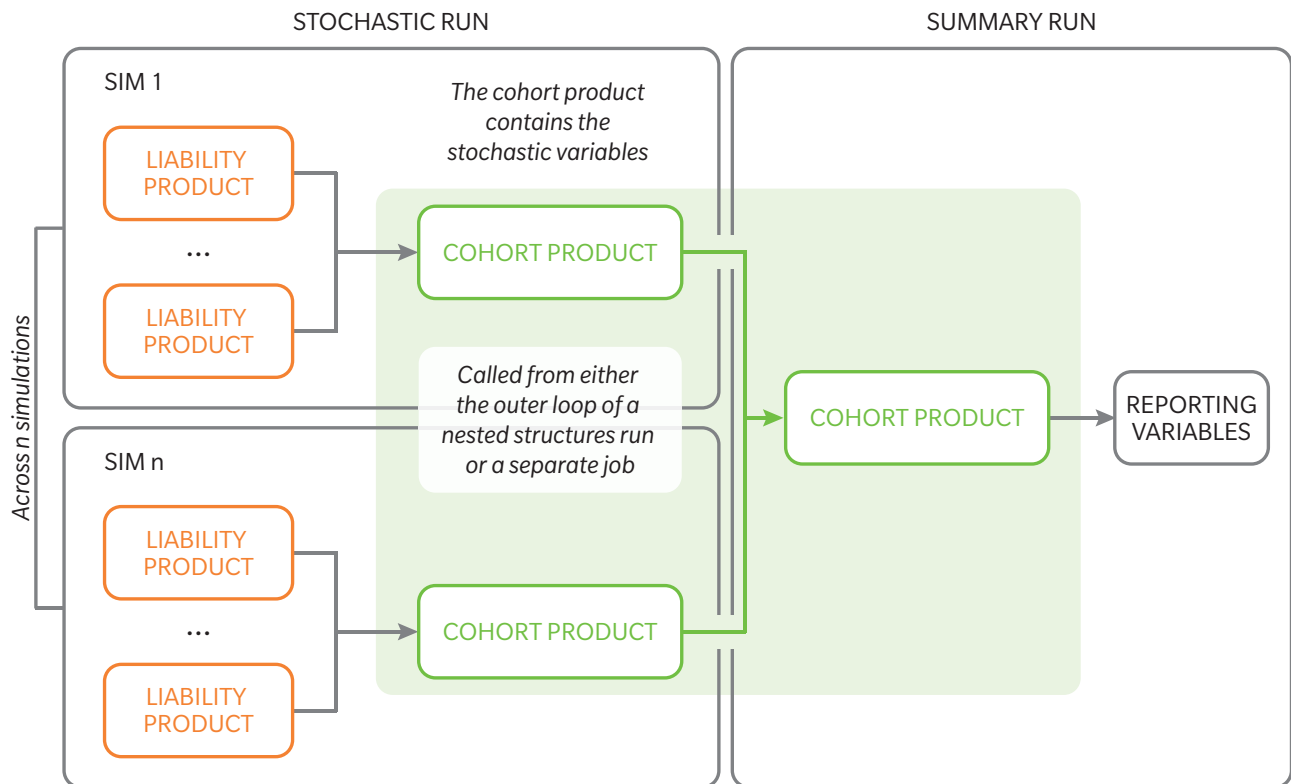 STOCHASTIC RUN
SUMMARY RUN
SIM 1
The cohort product
contains the
stochastic variables
LIABILITY
PRODUCT
...
LIABILITY
PRODUCT
COHORT PRODUCT
Across n simulations
Called from either
the outer loop of a
nested structures run
or a separate job
COHORT PRODUCT
REPORTING
VARIABLES
SIM n
LIABILITY
PRODUCT
...
LIABILITY
PRODUCT
COHORT PRODUCT